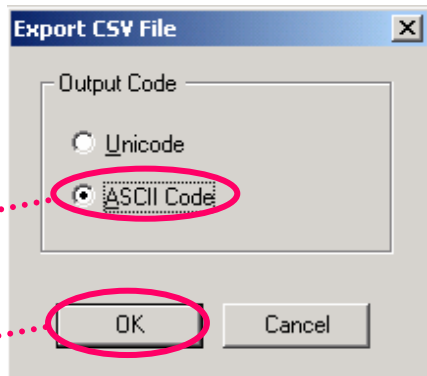 Export CSV File
Output Code
Unicode
ASCII Code
OK Cancel